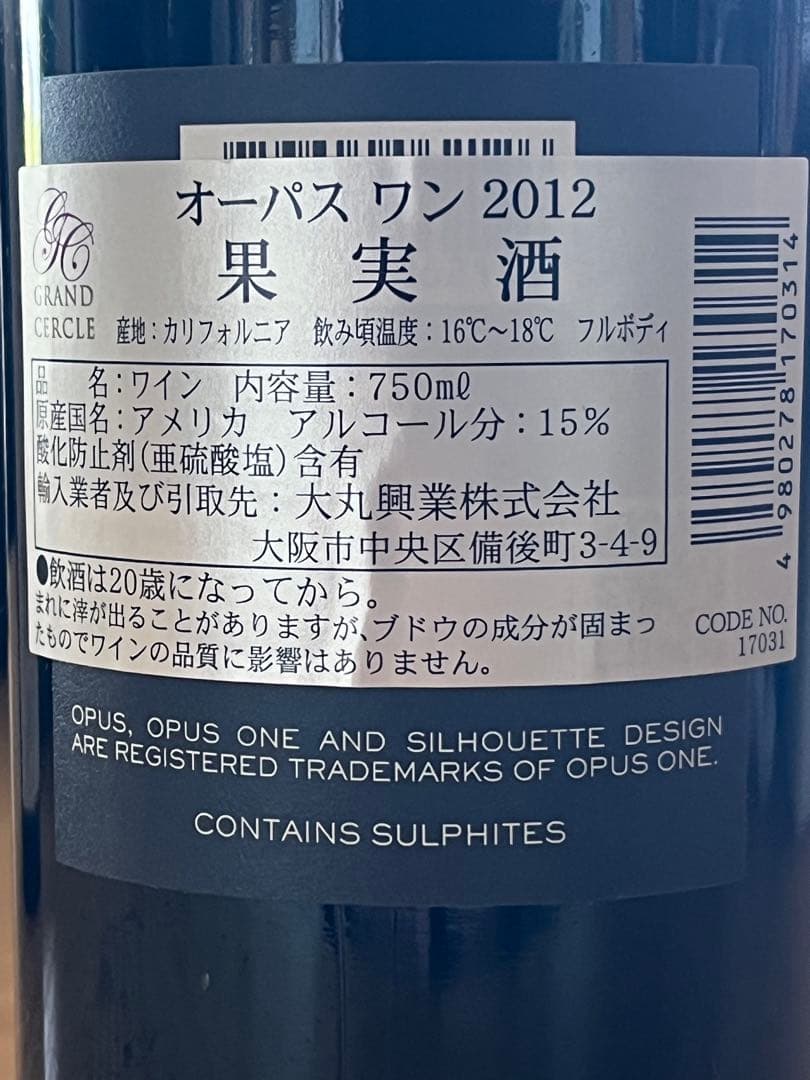 オーパス ワン 2012
果実酒
GRAND
CERCLE
産地：カリフォルニア 飲み頃温度：16℃～18℃ フルボディ
品名：ワイン 内容量：750mℓ
原産国名：アメリカ アルコール分：15%
酸化防止剤(亜硫酸塩)含有
輸入業者及び引取先：大丸興業株式会社
大阪市中央区備後町3-4-9
●飲酒は20歳になってから。
まれに滓が出ることがありますが、ブドウの成分が固まっ
たものでワインの品質に影響はありません。
4980278170314
CODE NO.
17031
OPUS, OPUS ONE AND SILHOUETTE DESIGN
ARE REGISTERED TRADEMARKS OF OPUS ONE.
CONTAINS SULPHITES